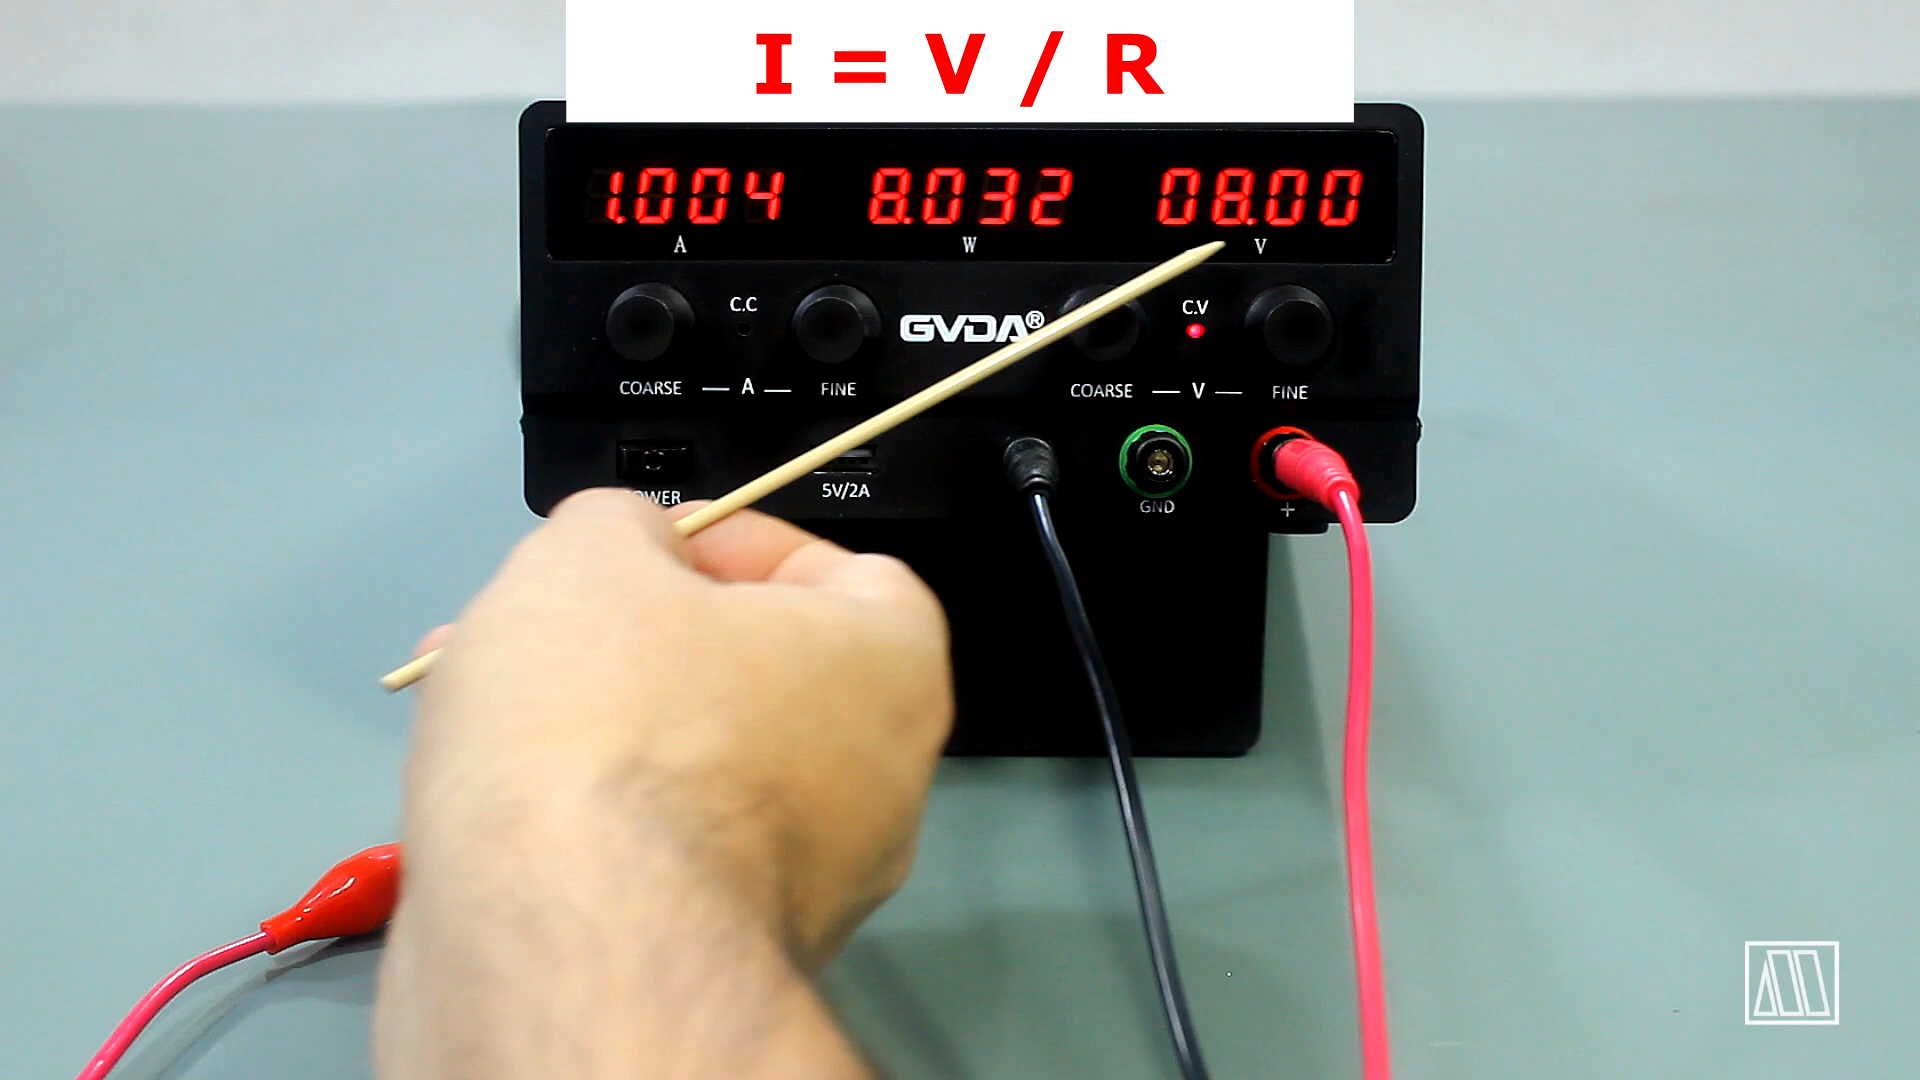 I = V / R
1.004 8.032 08.00
A W V
C.C C.V
GVDA®
COARSE — A — FINE COARSE — V — FINE
5V/2A GND +